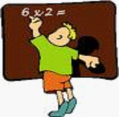 6 x 2 =